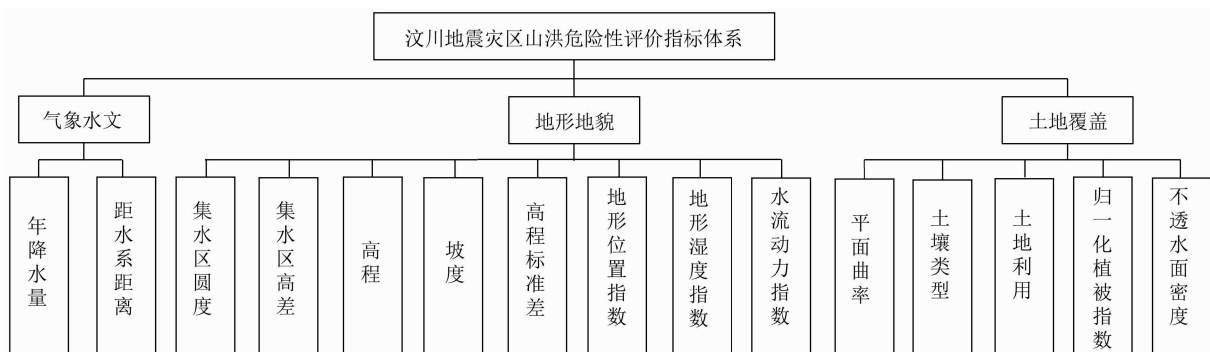 汶川地震灾区山洪危险性评价指标体系
气象水文
地形地貌
土地覆盖
年降水量
距水系距离
集水区圆度
集水区高差
高程
坡度
高程标准差
地形位置指数
地形湿度指数
水流动力指数
平面曲率
土壤类型
土地利用
归一化植被指数
不透水面密度